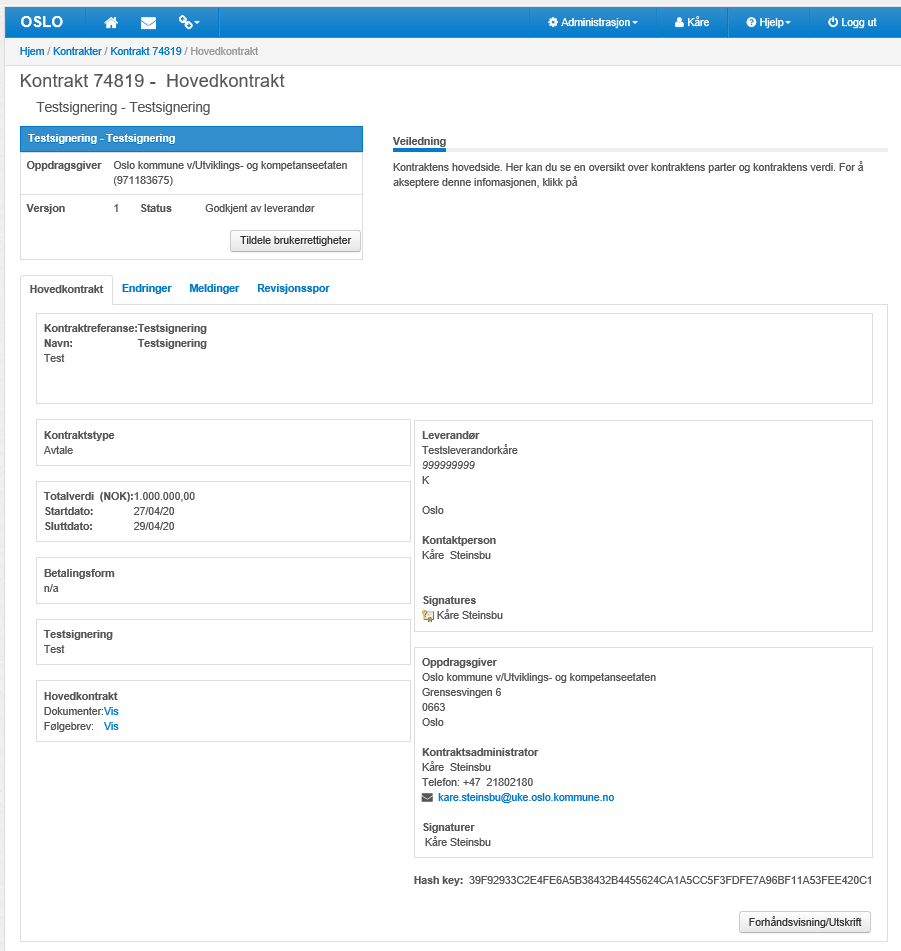 OSLO Administrasjon Kåre Hjelp Logg ut
Hjem / Kontrakter / Kontrakt 74819 / Hovedkontrakt
Kontrakt 74819 - Hovedkontrakt
Testsignering - Testsignering
Testsignering - Testsignering
Oppdragsgiver Oslo kommune v/Utviklings- og kompetanseetaten
(971183675)
Versjon 1 Status Godkjent av leverandør
Tildele brukerrettigheter
Veiledning
Kontraktens hovedside. Her kan du se en oversikt over kontraktens parter og kontraktens verdi. For å
akseptere denne infomasjonen, klikk på
Hovedkontrakt Endringer Meldinger Revisjonsspor
Kontraktreferanse:Testsignering
Navn: Testsignering
Test
Kontraktstype
Avtale
Totalverdi (NOK):1.000.000,00
Startdato: 27/04/20
Sluttdato: 29/04/20
Betalingsform
n/a
Testsignering
Test
Hovedkontrakt
Dokumenter:Vis
Følgebrev: Vis
Leverandør
Testsleverandorkåre
999999999
K
Oslo
Kontaktperson
Kåre Steinsbu
Signatures
Kåre Steinsbu
Oppdragsgiver
Oslo kommune v/Utviklings- og kompetanseetaten
Grensesvingen 6
0663
Oslo
Kontraktsadministrator
Kåre Steinsbu
Telefon: +47 21802180
kare.steinsbu@uke.oslo.kommune.no
Signaturer
Kåre Steinsbu
Hash key: 39F92933C2E4FE6A5B38432B4455624CA1A5CC5F3FDFE7A96BF11A53FEE420C1
Forhåndsvisning/Utskrift